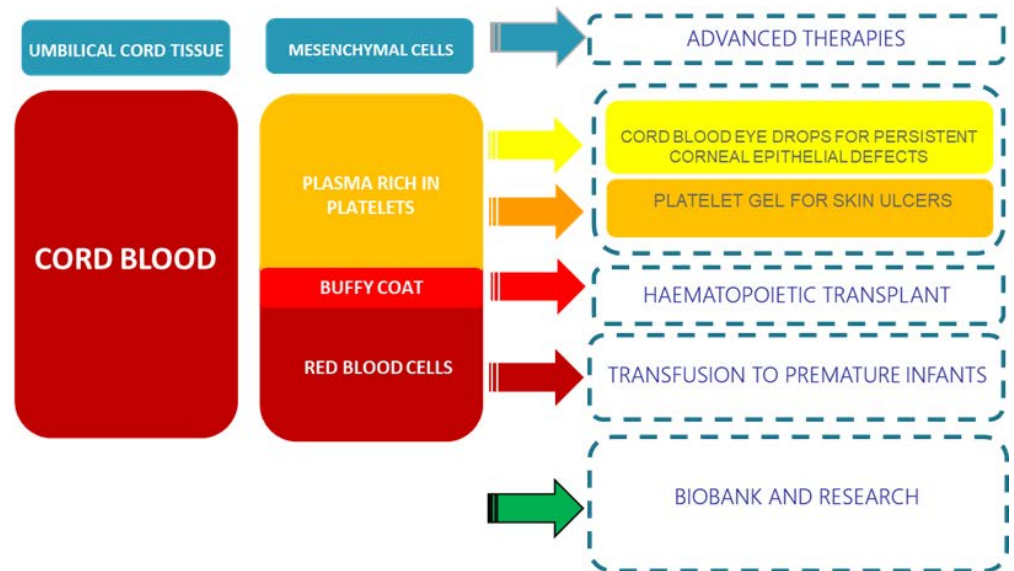 UMBILICAL CORD TISSUE
MESENCHYMAL CELLS
ADVANCED THERAPIES
CORD BLOOD
PLASMA RICH IN
PLATELETS
BUFFY COAT
RED BLOOD CELLS
CORD BLOOD EYE DROPS FOR PERSISTENT
CORNEAL EPITHELIAL DEFECTS
PLATELET GEL FOR SKIN ULCERS
HAEMATOPOIETIC TRANSPLANT
TRANSFUSION TO PREMATURE INFANTS
BIOBANK AND RESEARCH